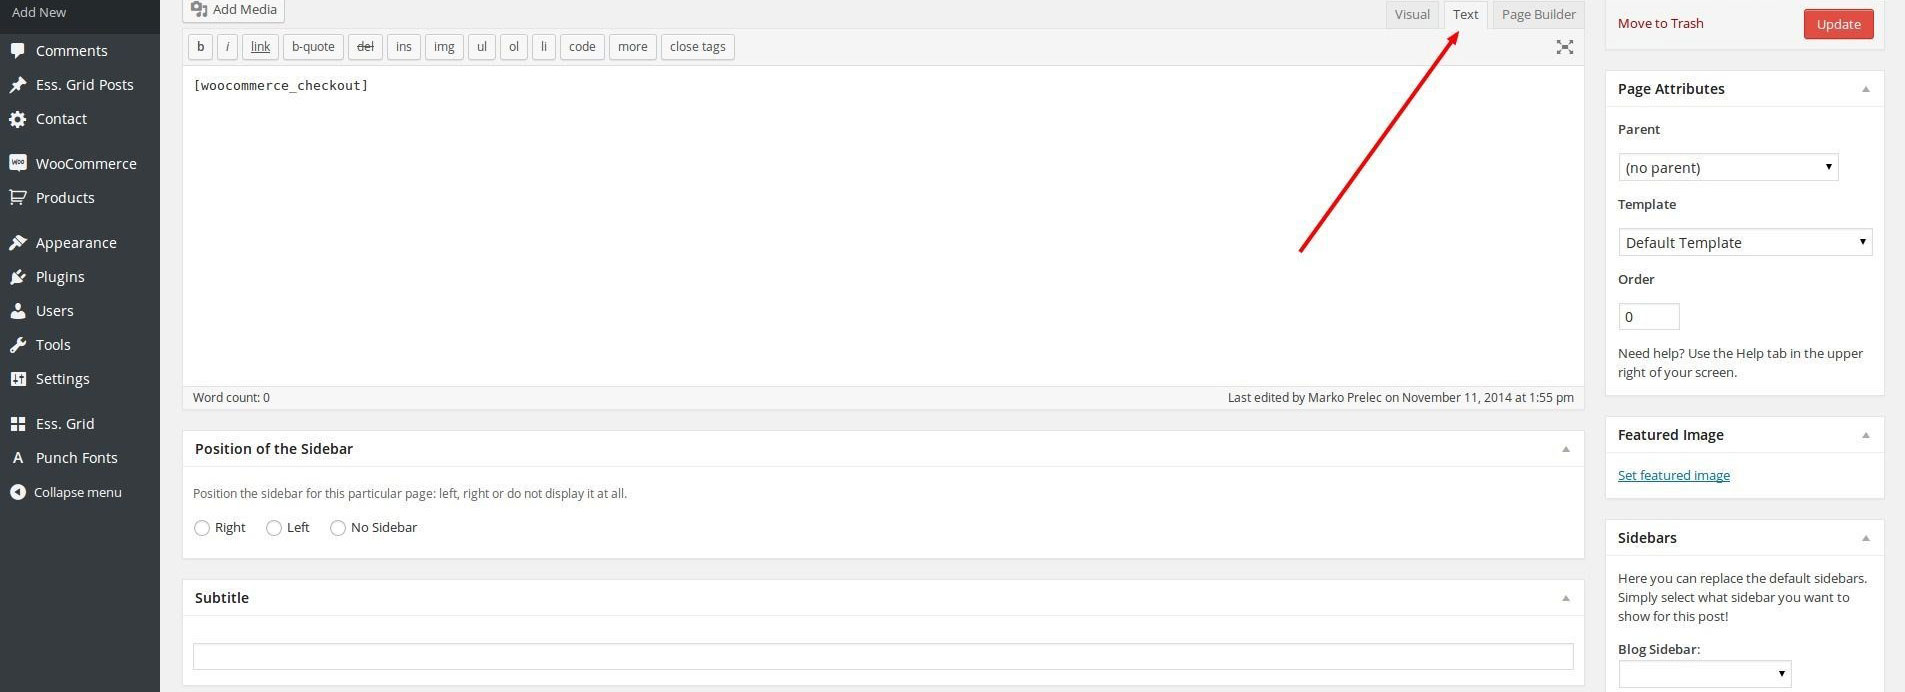 Add New
Comments
Ess. Grid Posts
Contact
WOO WooCommerce
Products
Appearance
Plugins
Users
Tools
Settings
Ess. Grid
A Punch Fonts
Collapse menu
Add Media
Visual Text Page Builder
b i link b-quote del ins img ul ol li code more close tags
[woocommerce_checkout]
Word count: 0 Last edited by Marko Prelec on November 11, 2014 at 1:55 pm
Position of the Sidebar
Position the sidebar for this particular page: left, right or do not display it at all.
Right Left No Sidebar
Subtitle
Move to Trash Update
Page Attributes
Parent
(no parent)
Template
Default Template
Order
0
Need help? Use the Help tab in the upper
right of your screen.
Featured Image
Set featured image
Sidebars
Here you can replace the default sidebars.
Simply select what sidebar you want to
show for this post!
Blog Sidebar: